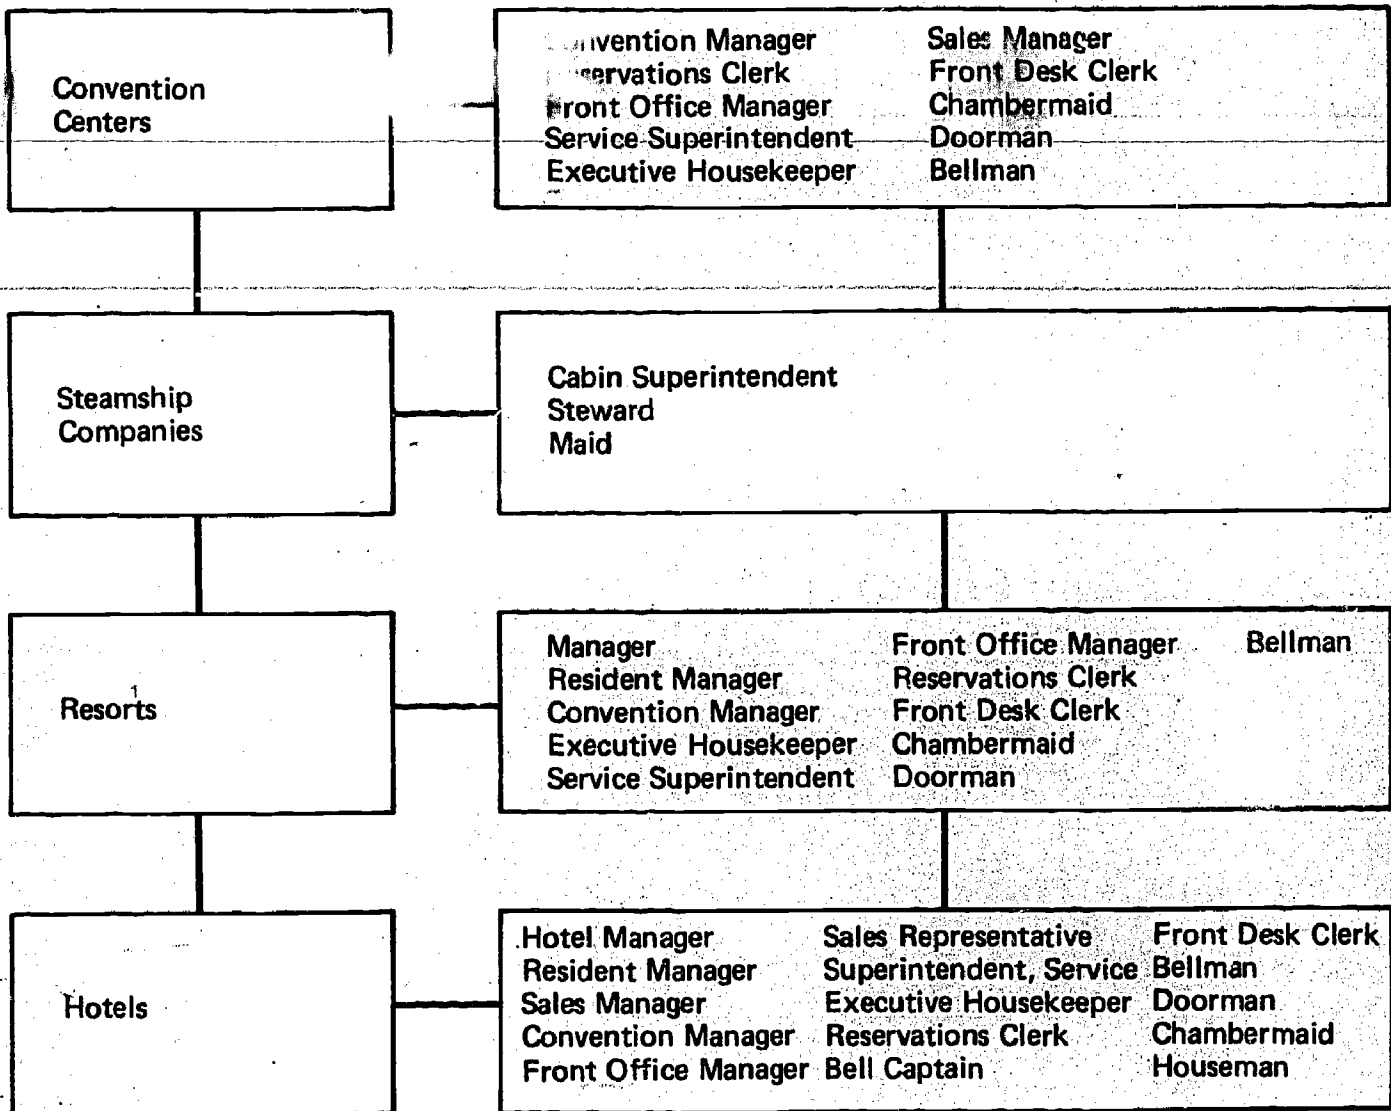 Convention
Centers
Manager
Sales Manager
Clerk
Front Desk Clerk
Front Office Manager
Chambermaid
Service Superintendent
Doorman
Executive Housekeeper
Bellman
Steamship
Companies
Cabin Superintendent
Steward
Maid
Resorts
Manager
Front Office Manager
Bellman
Resident Manager
Reservations Clerk
Convention Manager
Front Desk Clerk
Executive Housekeeper
Chambermaid
Service Superintendent
Doorman
Hotels
Hotel Manager
Sales Representative
Front Desk Clerk
Resident Manager
Superintendent, Service
Bellman
Sales Manager
Executive Housekeeper
Doorman
Convention Manager
Reservations Clerk
Chambermaid
Front Office Manager
Bell Captain
Houseman